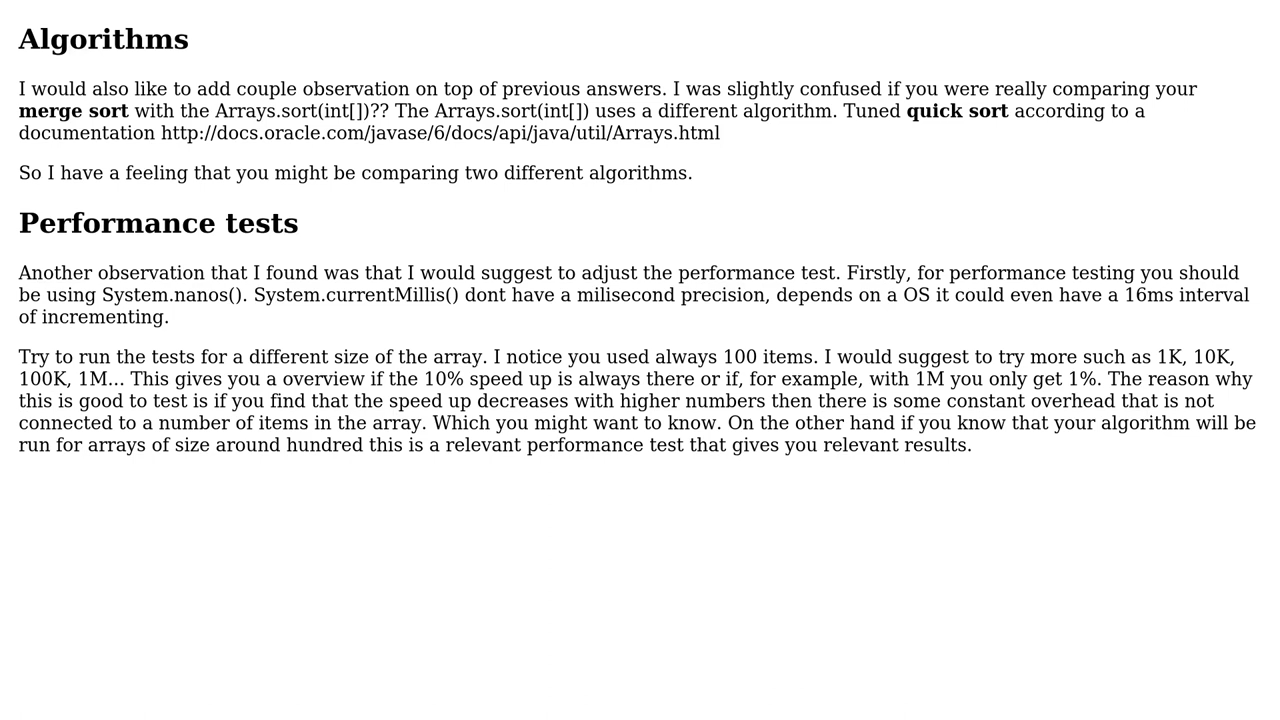 Algorithms
I would also like to add couple observation on top of previous answers. I was slightly confused if you were really comparing your
merge sort with the Arrays.sort(int[])?? The Arrays.sort(int[]) uses a different algorithm. Tuned quick sort according to a
documentation http://docs.oracle.com/javase/6/docs/api/java/util/Arrays.html
So I have a feeling that you might be comparing two different algorithms.
Performance tests
Another observation that I found was that I would suggest to adjust the performance test. Firstly, for performance testing you should
be using System.nanos(). System.currentMillis() dont have a milisecond precision, depends on a OS it could even have a 16ms interval
of incrementing.
Try to run the tests for a different size of the array. I notice you used always 100 items. I would suggest to try more such as 1K, 10K,
100K, 1M... This gives you a overview if the 10% speed up is always there or if, for example, with 1M you only get 1%. The reason why
this is good to test is if you find that the speed up decreases with higher numbers then there is some constant overhead that is not
connected to a number of items in the array. Which you might want to know. On the other hand if you know that your algorithm will be
run for arrays of size around hundred this is a relevant performance test that gives you relevant results.